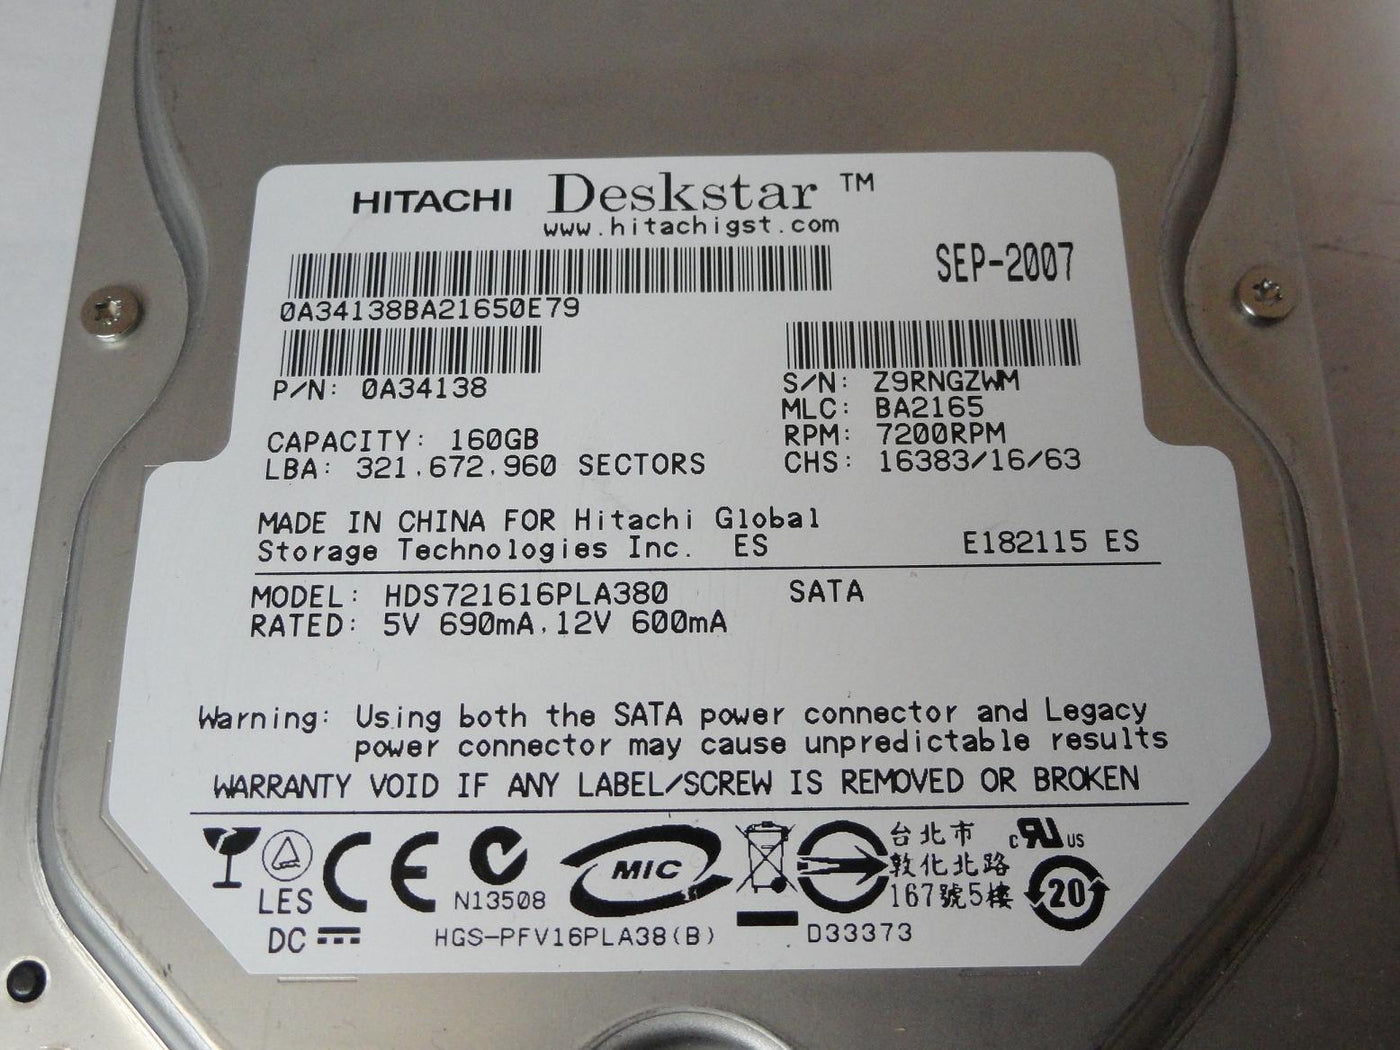 HITACHI Deskstar ™
www.hitachigst.com
SEP-2007
0A34138BA21650E79
P/N: 0A34138
S/N: Z9RNGZWM
MLC: BA2165
CAPACITY: 160GB
RPM: 7200RPM
LBA: 321,672,960 SECTORS
CHS: 16383/16/63
MADE IN CHINA FOR Hitachi Global
Storage Technologies Inc. ES
E182115 ES
MODEL: HDS721616PLA380 SATA
RATED: 5V 690mA,12V 600mA
Warning: Using both the SATA power connector and Legacy
power connector may cause unpredictable results
WARRANTY VOID IF ANY LABEL/SCREW IS REMOVED OR BROKEN
LES
CE
N13508
MIC
台北市
敦化北路
167號5樓
c RU US
20
DC
HGS-PFV16PLA38(B)
D33373